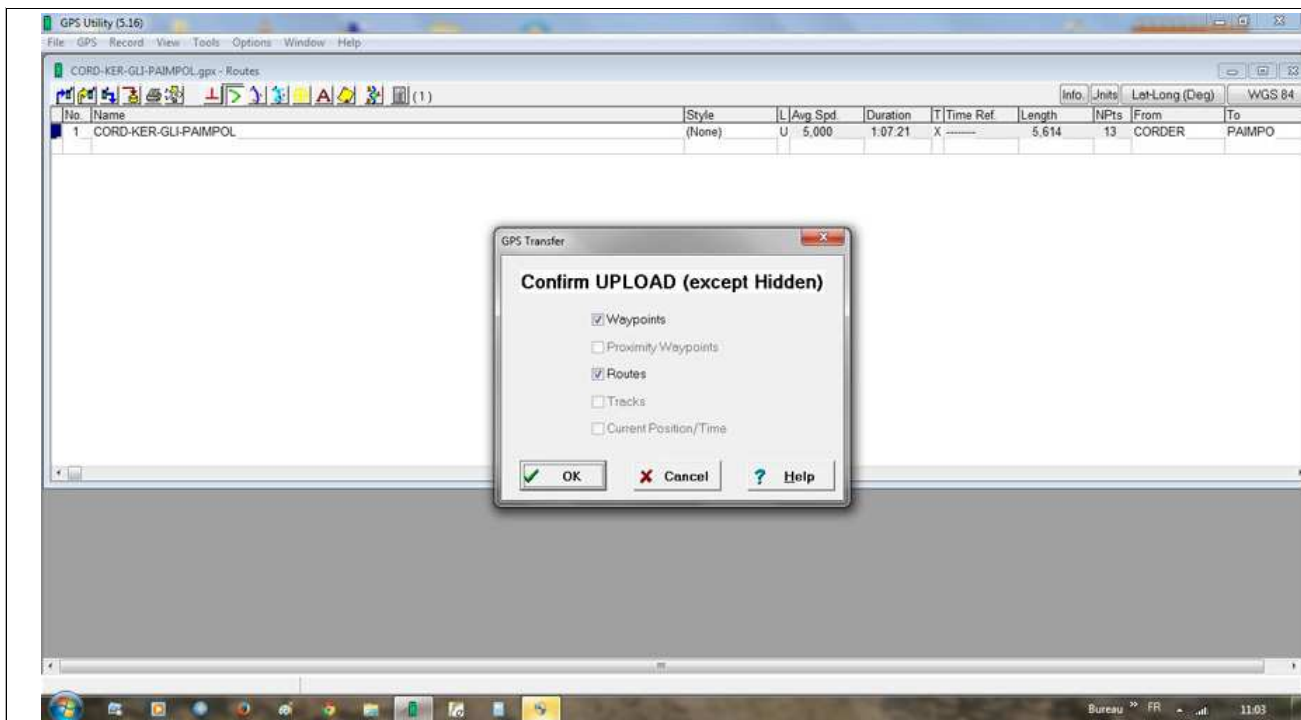 GPS Utility (5.16)
File GPS Record View Tools Options Window Help
CORD-KER-GLI-PAIMPOL.gpx - Routes
A (1) Info. Units Lat-Long (Deg) WGS 84
No. Name Style L Avg.Spd. Duration T Time Ref. Length NPts From To
1 CORD-KER-GLI-PAIMPOL (None) U 5,000 1:07:21 X -------- 5,614 13 CORDER PAIMPO
GPS Transfer
Confirm UPLOAD (except Hidden)
Waypoints
Proximity Waypoints
Routes
Tracks
Current Position/Time
OK Cancel ? Help
Bureau » FR 11:03